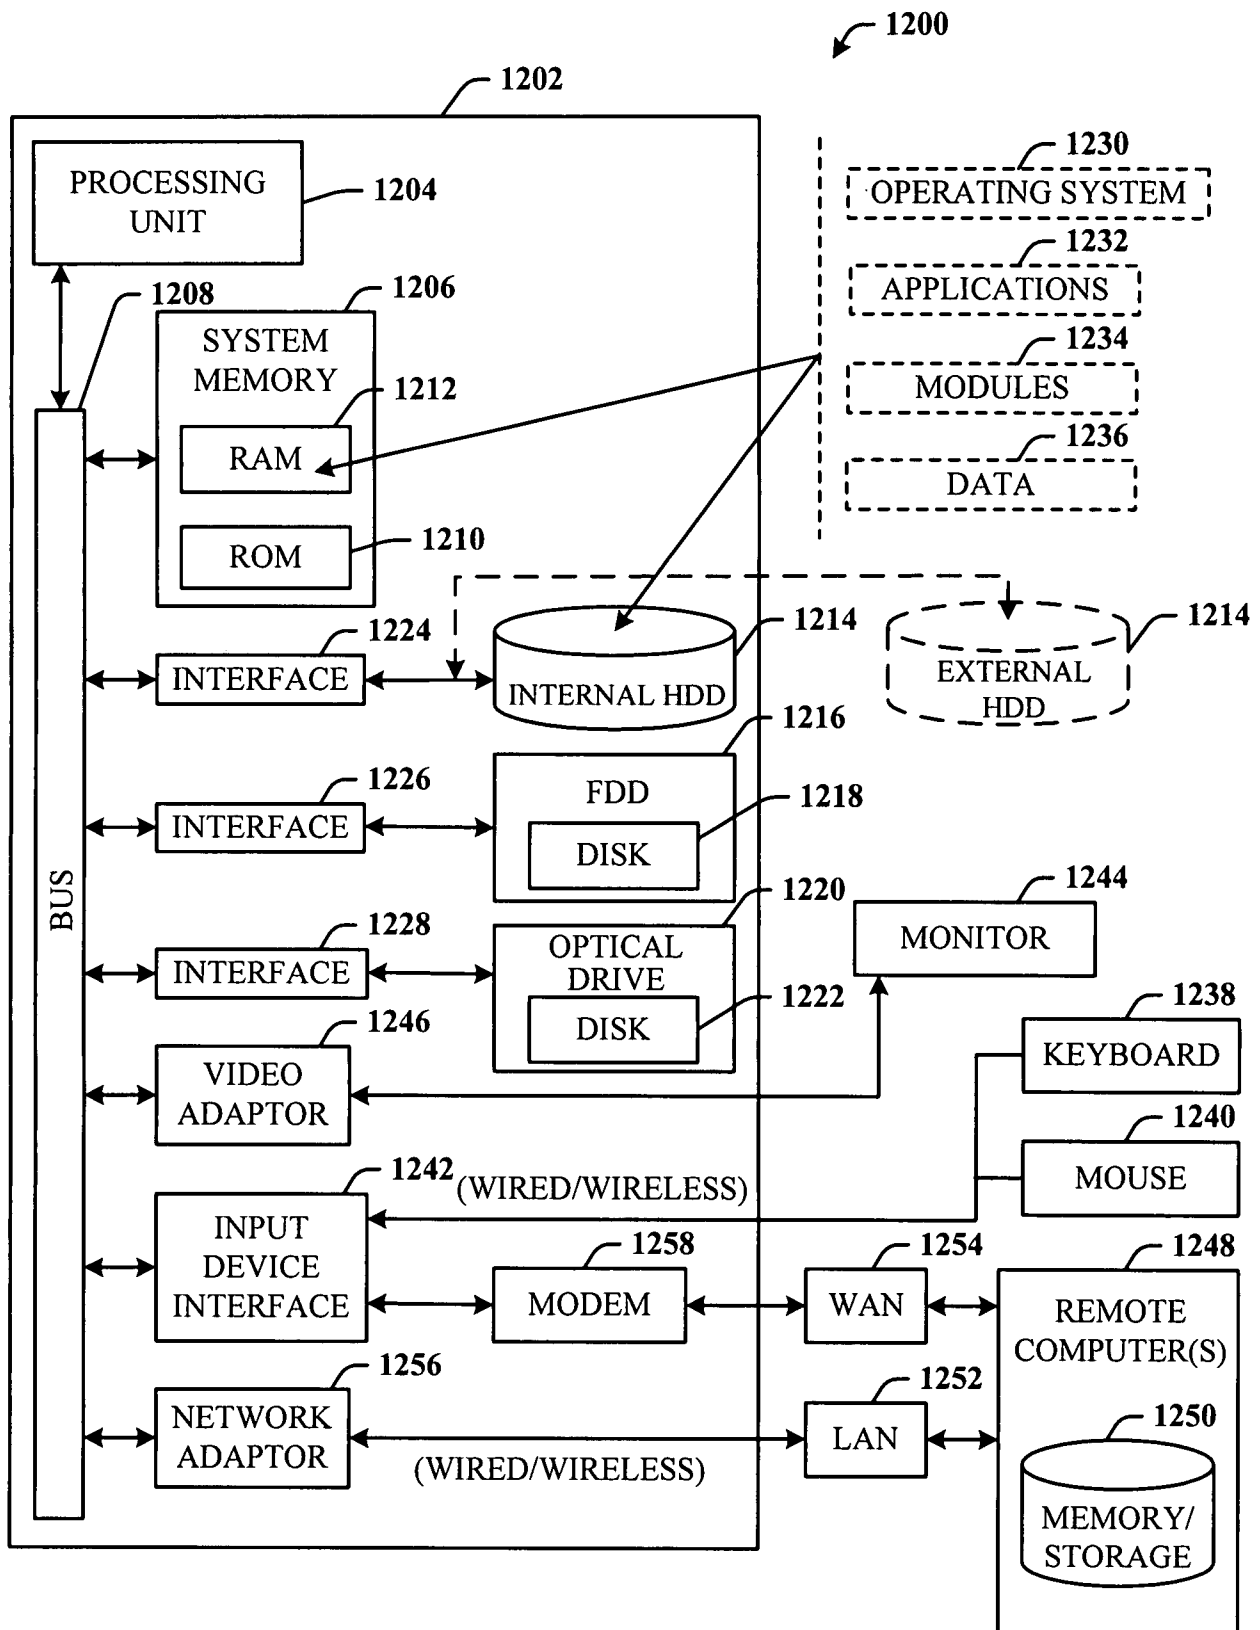 1200
1202
PROCESSING
UNIT
1204
1208
1206
SYSTEM
MEMORY
1212
RAM
1210
ROM
1230
OPERATING SYSTEM
1232
APPLICATIONS
1234
MODULES
1236
DATA
1224
INTERFACE
1214
INTERNAL HDD
1214
EXTERNAL
HDD
1216
FDD
1218
DISK
1226
INTERFACE
BUS
1220
OPTICAL
DRIVE
1222
DISK
1228
INTERFACE
1244
MONITOR
1246
VIDEO
ADAPTOR
1238
KEYBOARD
1240
MOUSE
1242
(WIRED/WIRELESS)
INPUT
DEVICE
INTERFACE
1258
MODEM
1254
WAN
1248
REMOTE
COMPUTER(S)
1256
NETWORK
ADAPTOR
(WIRED/WIRELESS)
1252
LAN
1250
MEMORY/
STORAGE